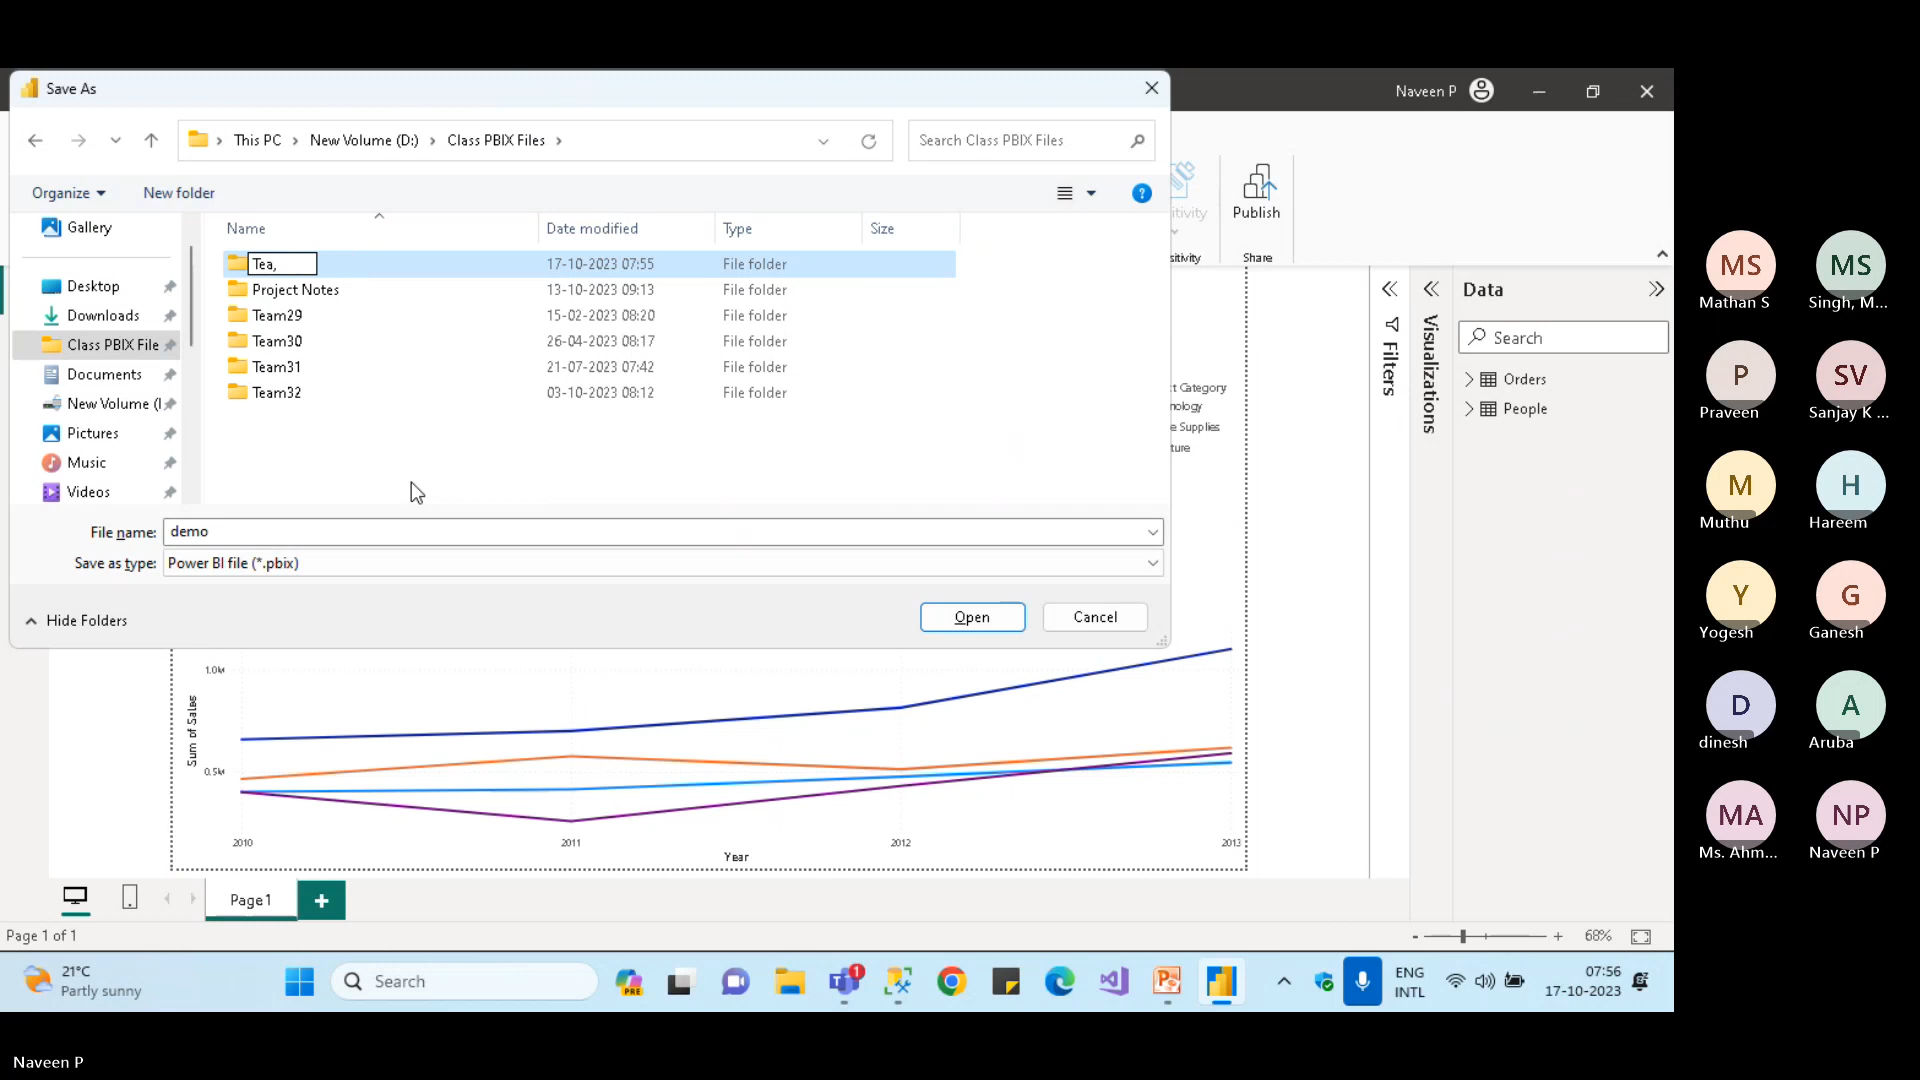 Save As
Naveen P
This PC
New Volume (D:)
Class PBIX Files
Search Class PBIX Files
Organize
New folder
Publish
Share
Gallery
Name
Date modified
Type
Size
Tea,
17-10-2023 07:55
File folder
Project Notes
13-10-2023 09:13
File folder
Desktop
Team29
15-02-2023 08:20
File folder
Downloads
Team30
26-04-2023 08:17
File folder
Class PBIX File
Team31
21-07-2023 07:42
File folder
Documents
Team32
03-10-2023 08:12
File folder
New Volume (I
Pictures
Music
Videos
File name:
demo
Save as type:
Power BI file (*.pbix)
Hide Folders
Open
Cancel
t Category
nology
e Supplies
ture
Filters
Visualizations
Data
Search
Orders
People
1.0M
0.5M
Sum of Sales
2010
2011
2012
2013
Year
Page 1
+
Page 1 of 1
-
+
68%
21°C
Partly sunny
Search
PRE
1
ENG
INTL
07:56
17-10-2023
MS
Mathan S
MS
Singh, M...
P
Praveen
SV
Sanjay K ...
M
Muthu
H
Hareem
Y
Yogesh
G
Ganesh
D
dinesh
A
Aruba
MA
Ms. Ahm...
NP
Naveen P
Naveen P